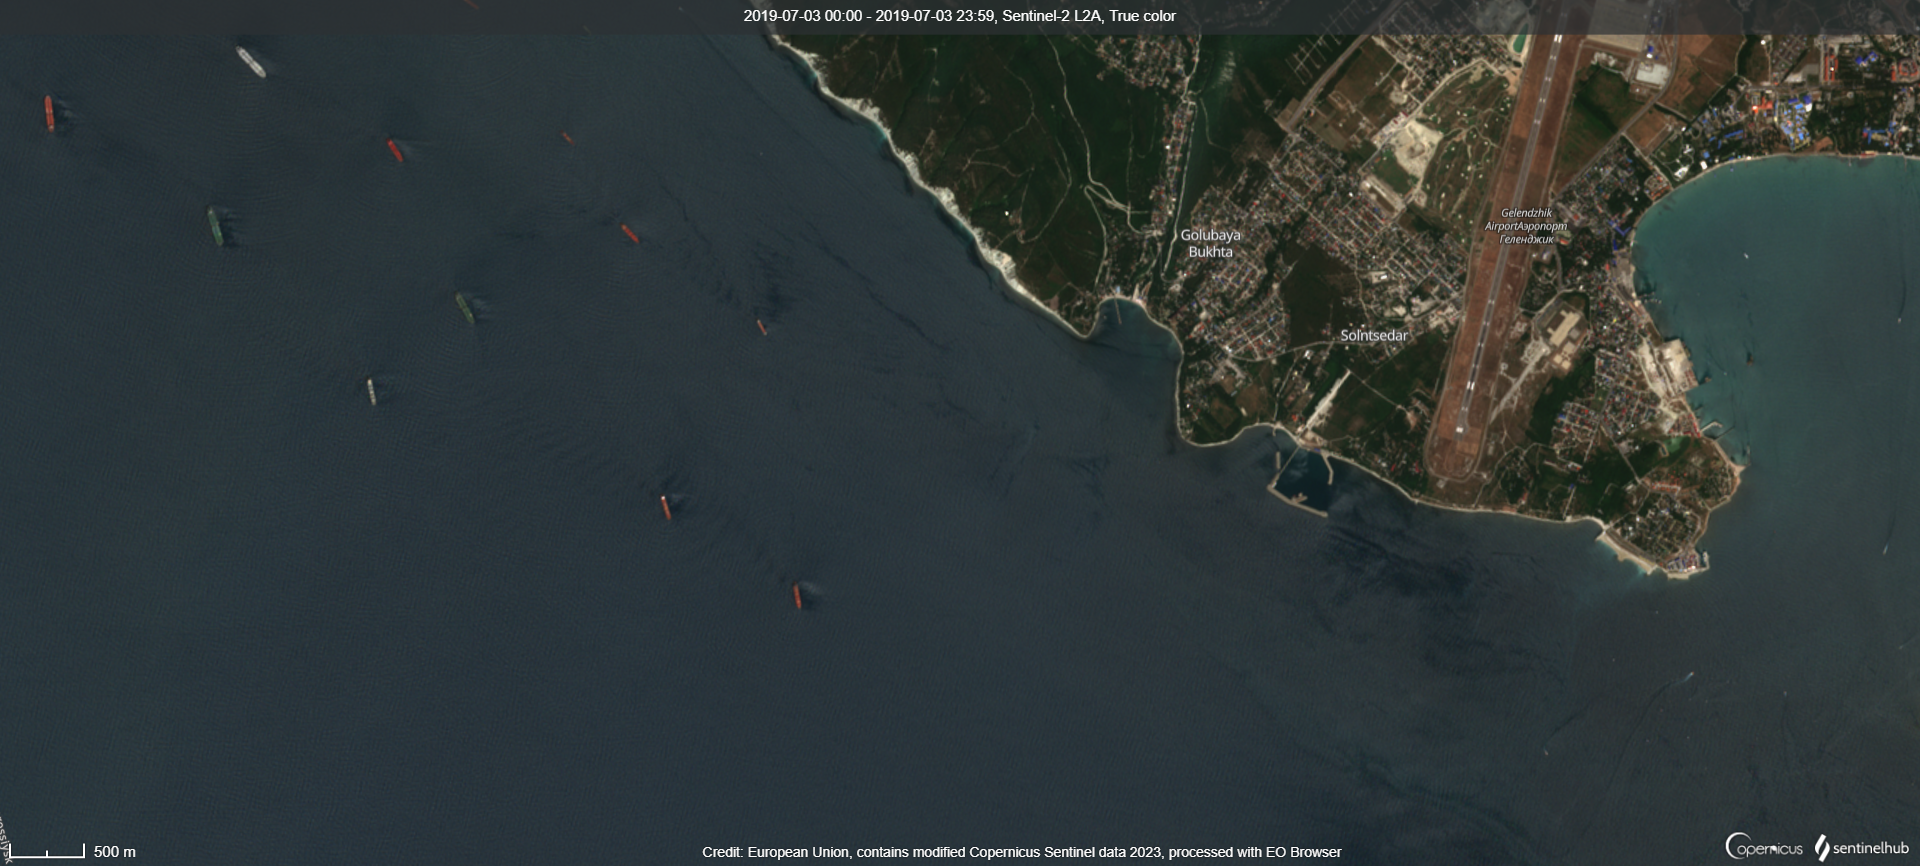 2019-07-03 00:00 - 2019-07-03 23:59, Sentinel-2 L2A, True color
Gelendzhik
AirportАэропорт
Геленджик
Golubaya
Bukhta
Solntsedar
500 m
Credit: European Union, contains modified Copernicus Sentinel data 2023, processed with EO Browser
Copernicus
sentinelhub